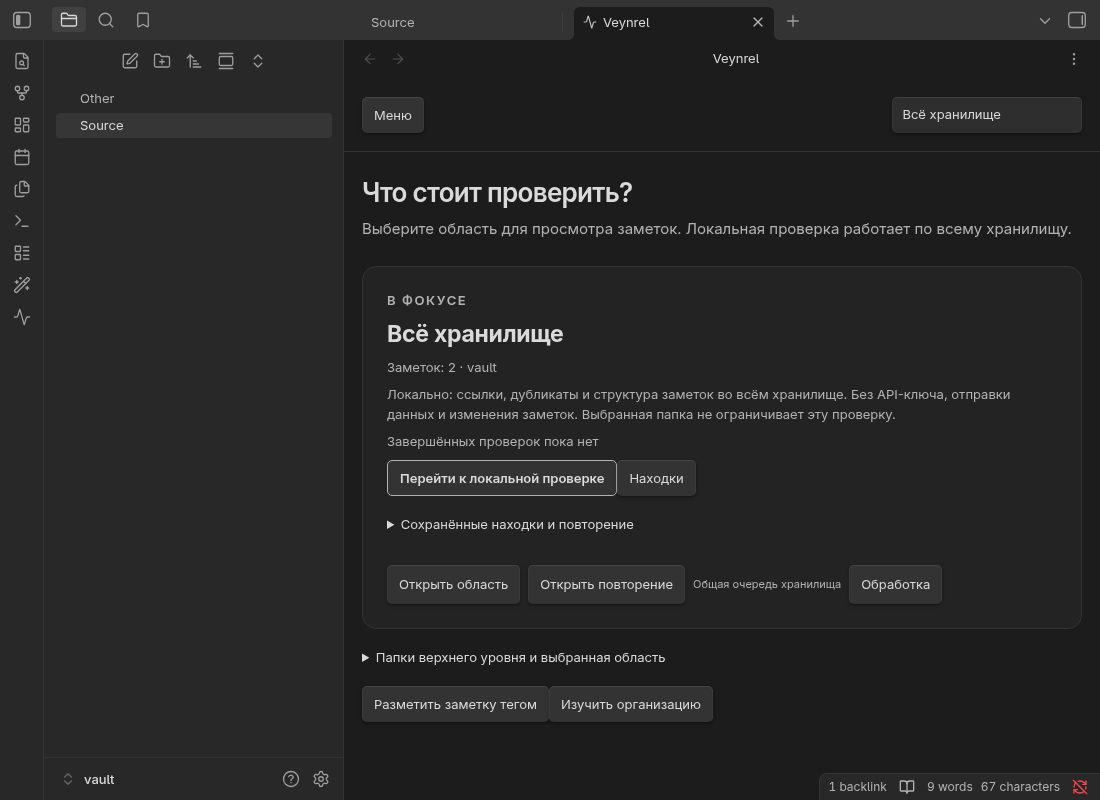 Source
Veynrel
Veynrel
Other
Source
Меню
Всё хранилище
Что стоит проверить?
Выберите область для просмотра заметок. Локальная проверка работает по всему хранилищу.
В ФОКУСЕ
Всё хранилище
Заметок: 2 · vault
Локально: ссылки, дубликаты и структура заметок во всём хранилище. Без API-ключа, отправки
данных и изменения заметок. Выбранная папка не ограничивает эту проверку.
Завершённых проверок пока нет
Перейти к локальной проверке Находки
Сохранённые находки и повторение
Открыть область Открыть повторение Общая очередь хранилища Обработка
Папки верхнего уровня и выбранная область
Разметить заметку тегом Изучить организацию
vault
1 backlink 9 words 67 characters